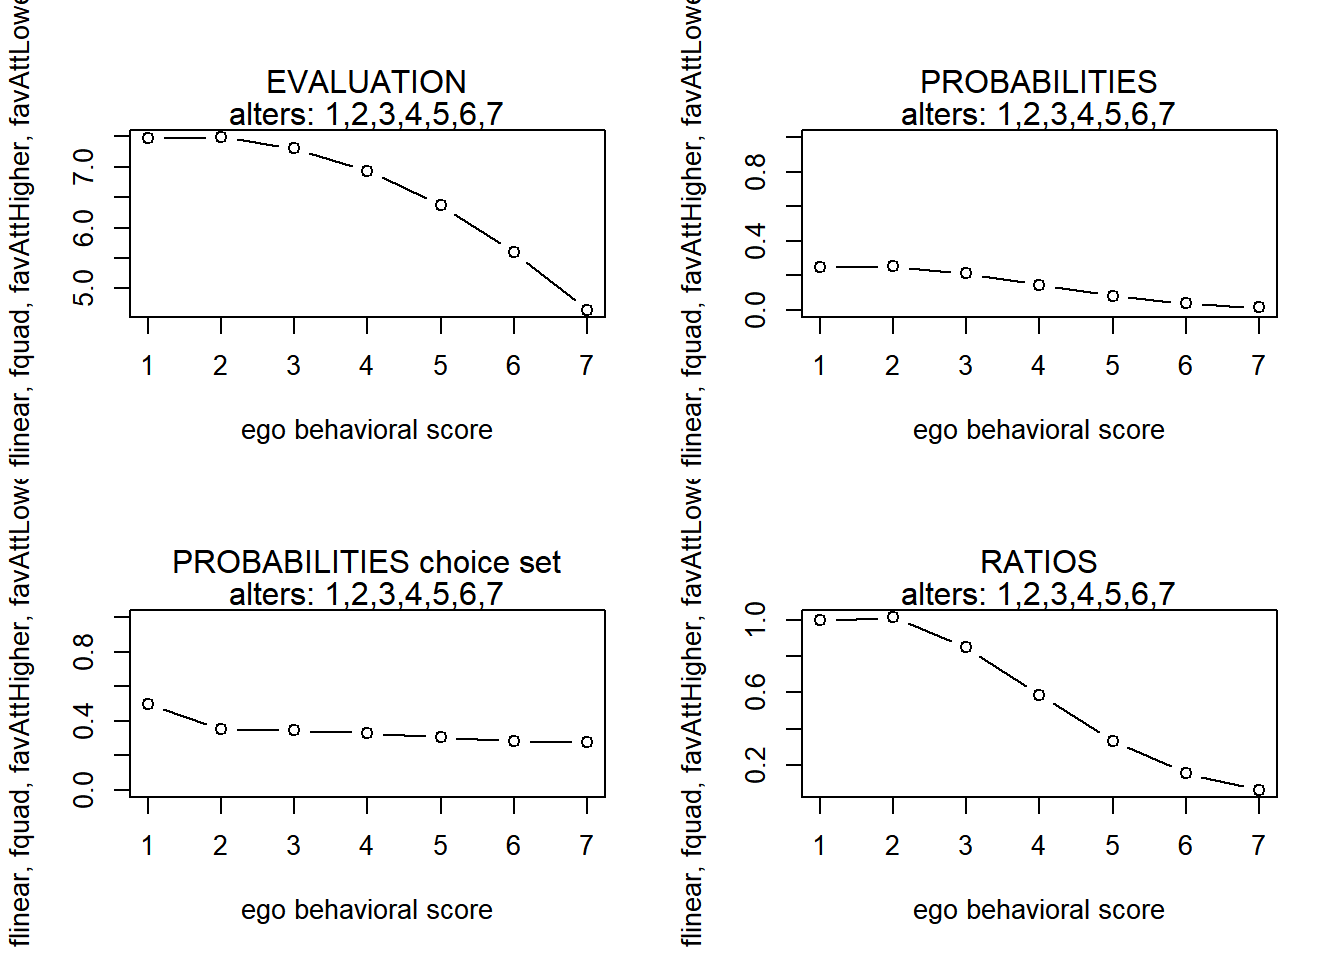 EVALUATION
alters: 1,2,3,4,5,6,7
flinear, fquad, favAttHigher, favAttLowe
7.0
6.0
5.0
1 2 3 4 5 6 7
ego behavioral score
PROBABILITIES
alters: 1,2,3,4,5,6,7
flinear, fquad, favAttHigher, favAttLowe
0.8
0.4
0.0
1 2 3 4 5 6 7
ego behavioral score
PROBABILITIES choice set
alters: 1,2,3,4,5,6,7
flinear, fquad, favAttHigher, favAttLowe
0.8
0.4
0.0
1 2 3 4 5 6 7
ego behavioral score
RATIOS
alters: 1,2,3,4,5,6,7
flinear, fquad, favAttHigher, favAttLowe
1.0
0.6
0.2
1 2 3 4 5 6 7
ego behavioral score